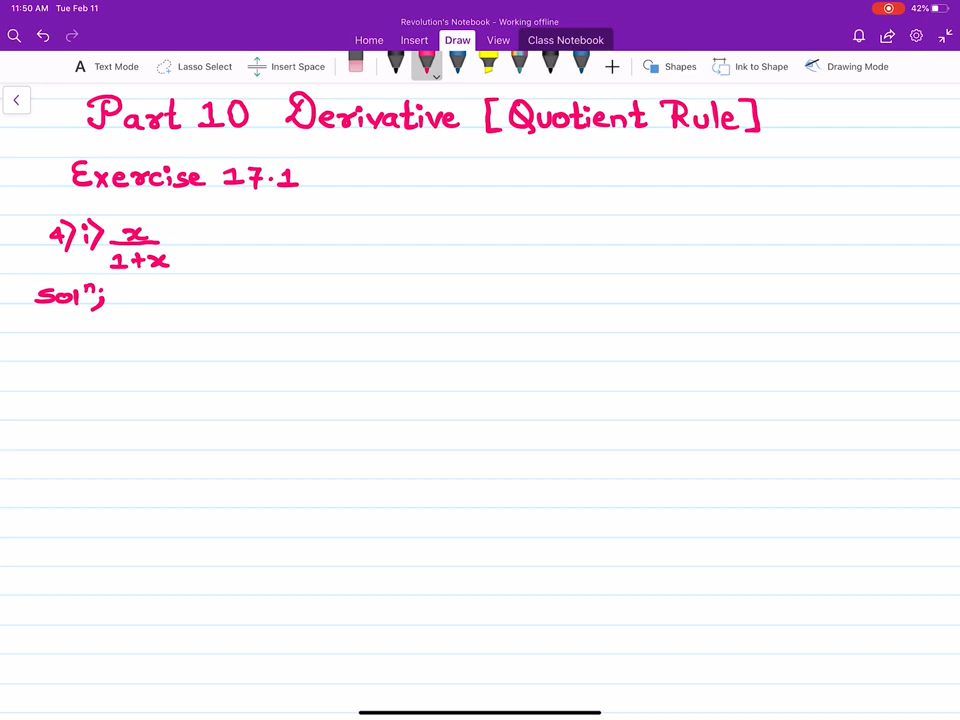 11:50 AM Tue Feb 11
42%
Revolution's Notebook - Working offline
Home Insert Draw View Class Notebook
A Text Mode Lasso Select Insert Space Shapes Ink to Shape Drawing Mode
Part 10 Derivative [Quotient Rule]
Exercise 17.1
4) i) x
1+x
solⁿ;